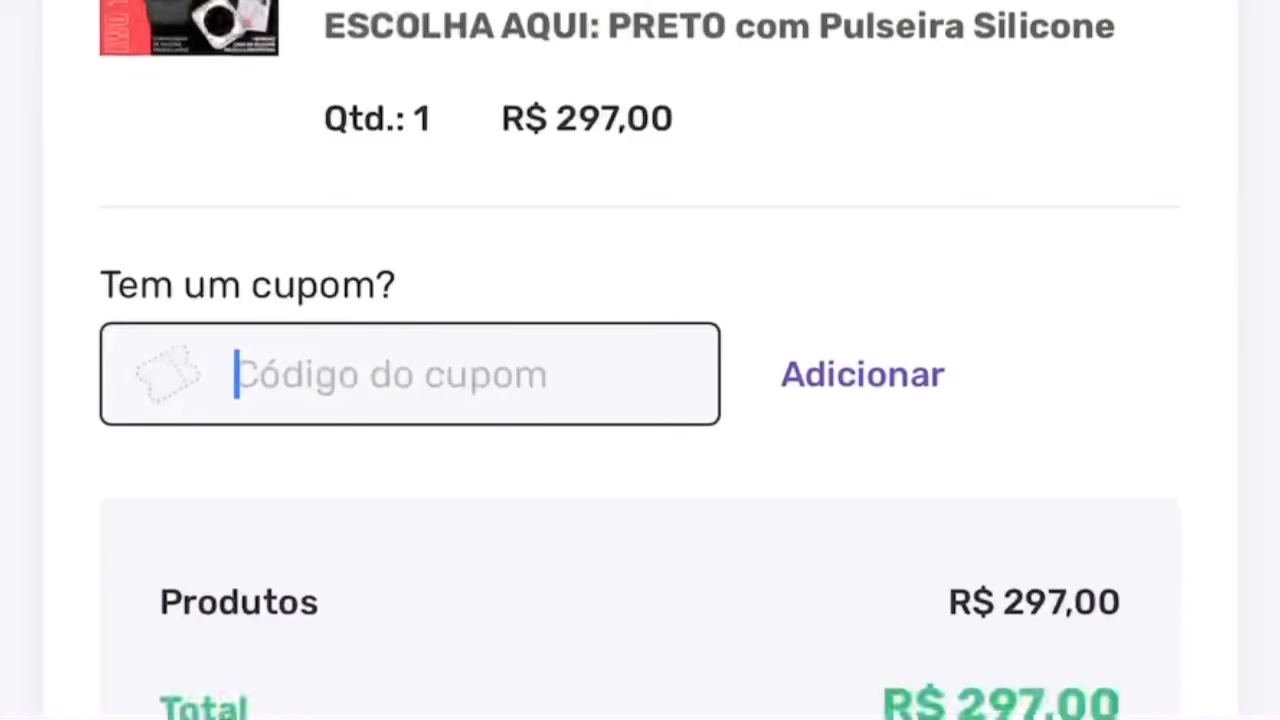 ESCOLHA AQUI: PRETO com Pulseira Silicone
Qtd.: 1 R$ 297,00
Tem um cupom?
Código do cupom
Adicionar
Produtos R$ 297,00
Total R$ 297,00